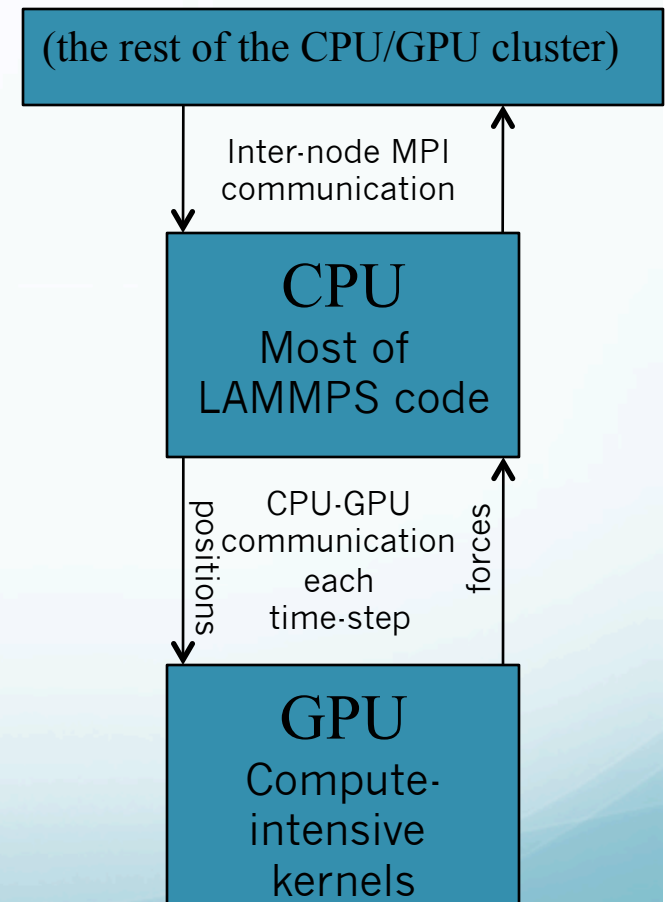 (the rest of the CPU/GPU cluster)
Inter-node MPI
communication
CPU
Most of
LAMMPS code
positions
CPU-GPU
communication
each
time-step
forces
GPU
Compute-
intensive
kernels